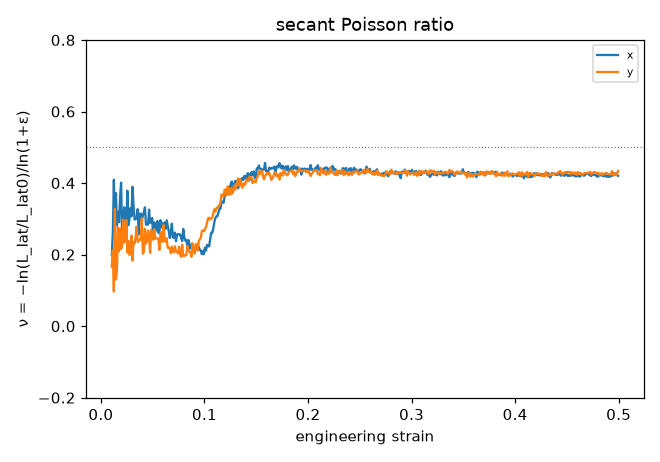 secant Poisson ratio
ν = −ln(L_lat/L_lat0)/ln(1+ε)
0.8
0.6
0.4
0.2
0.0
−0.2
x
y
0.0 0.1 0.2 0.3 0.4 0.5
engineering strain